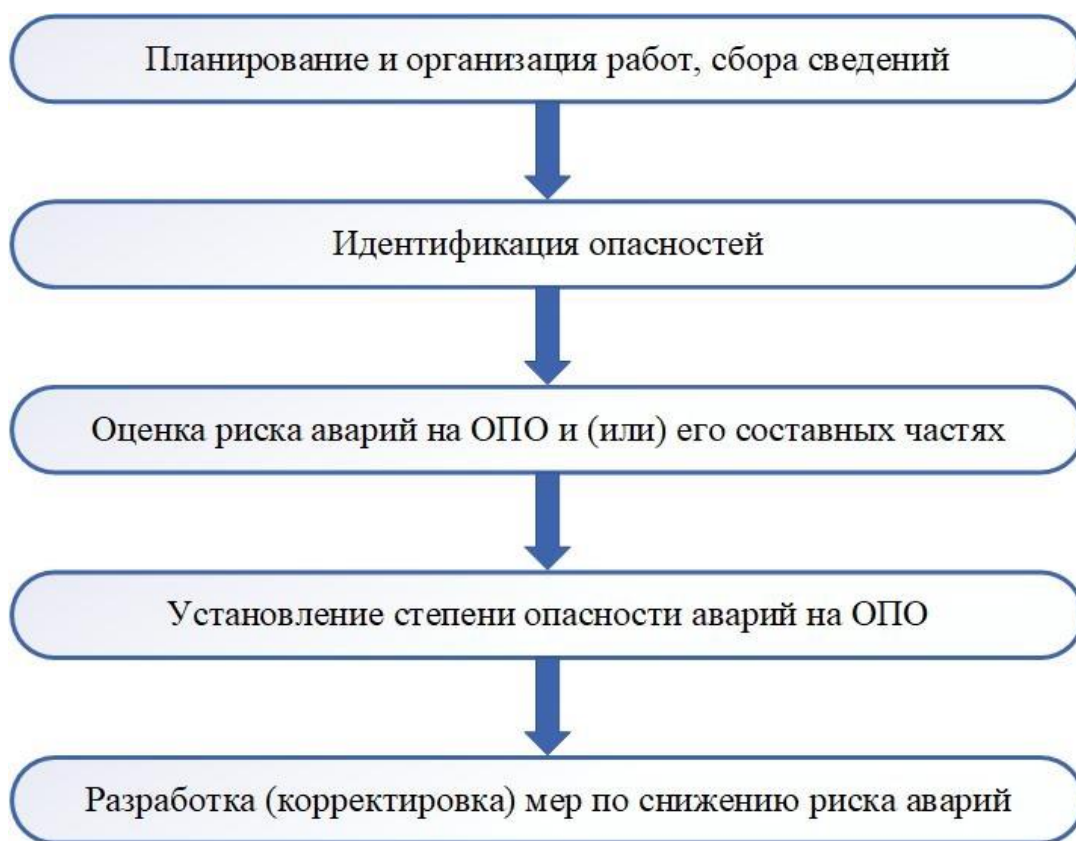 Планирование и организация работ, сбора сведений
Идентификация опасностей
Оценка риска аварий на ОПО и (или) его составных частях
Установление степени опасности аварий на ОПО
Разработка (корректировка) мер по снижению риска аварий